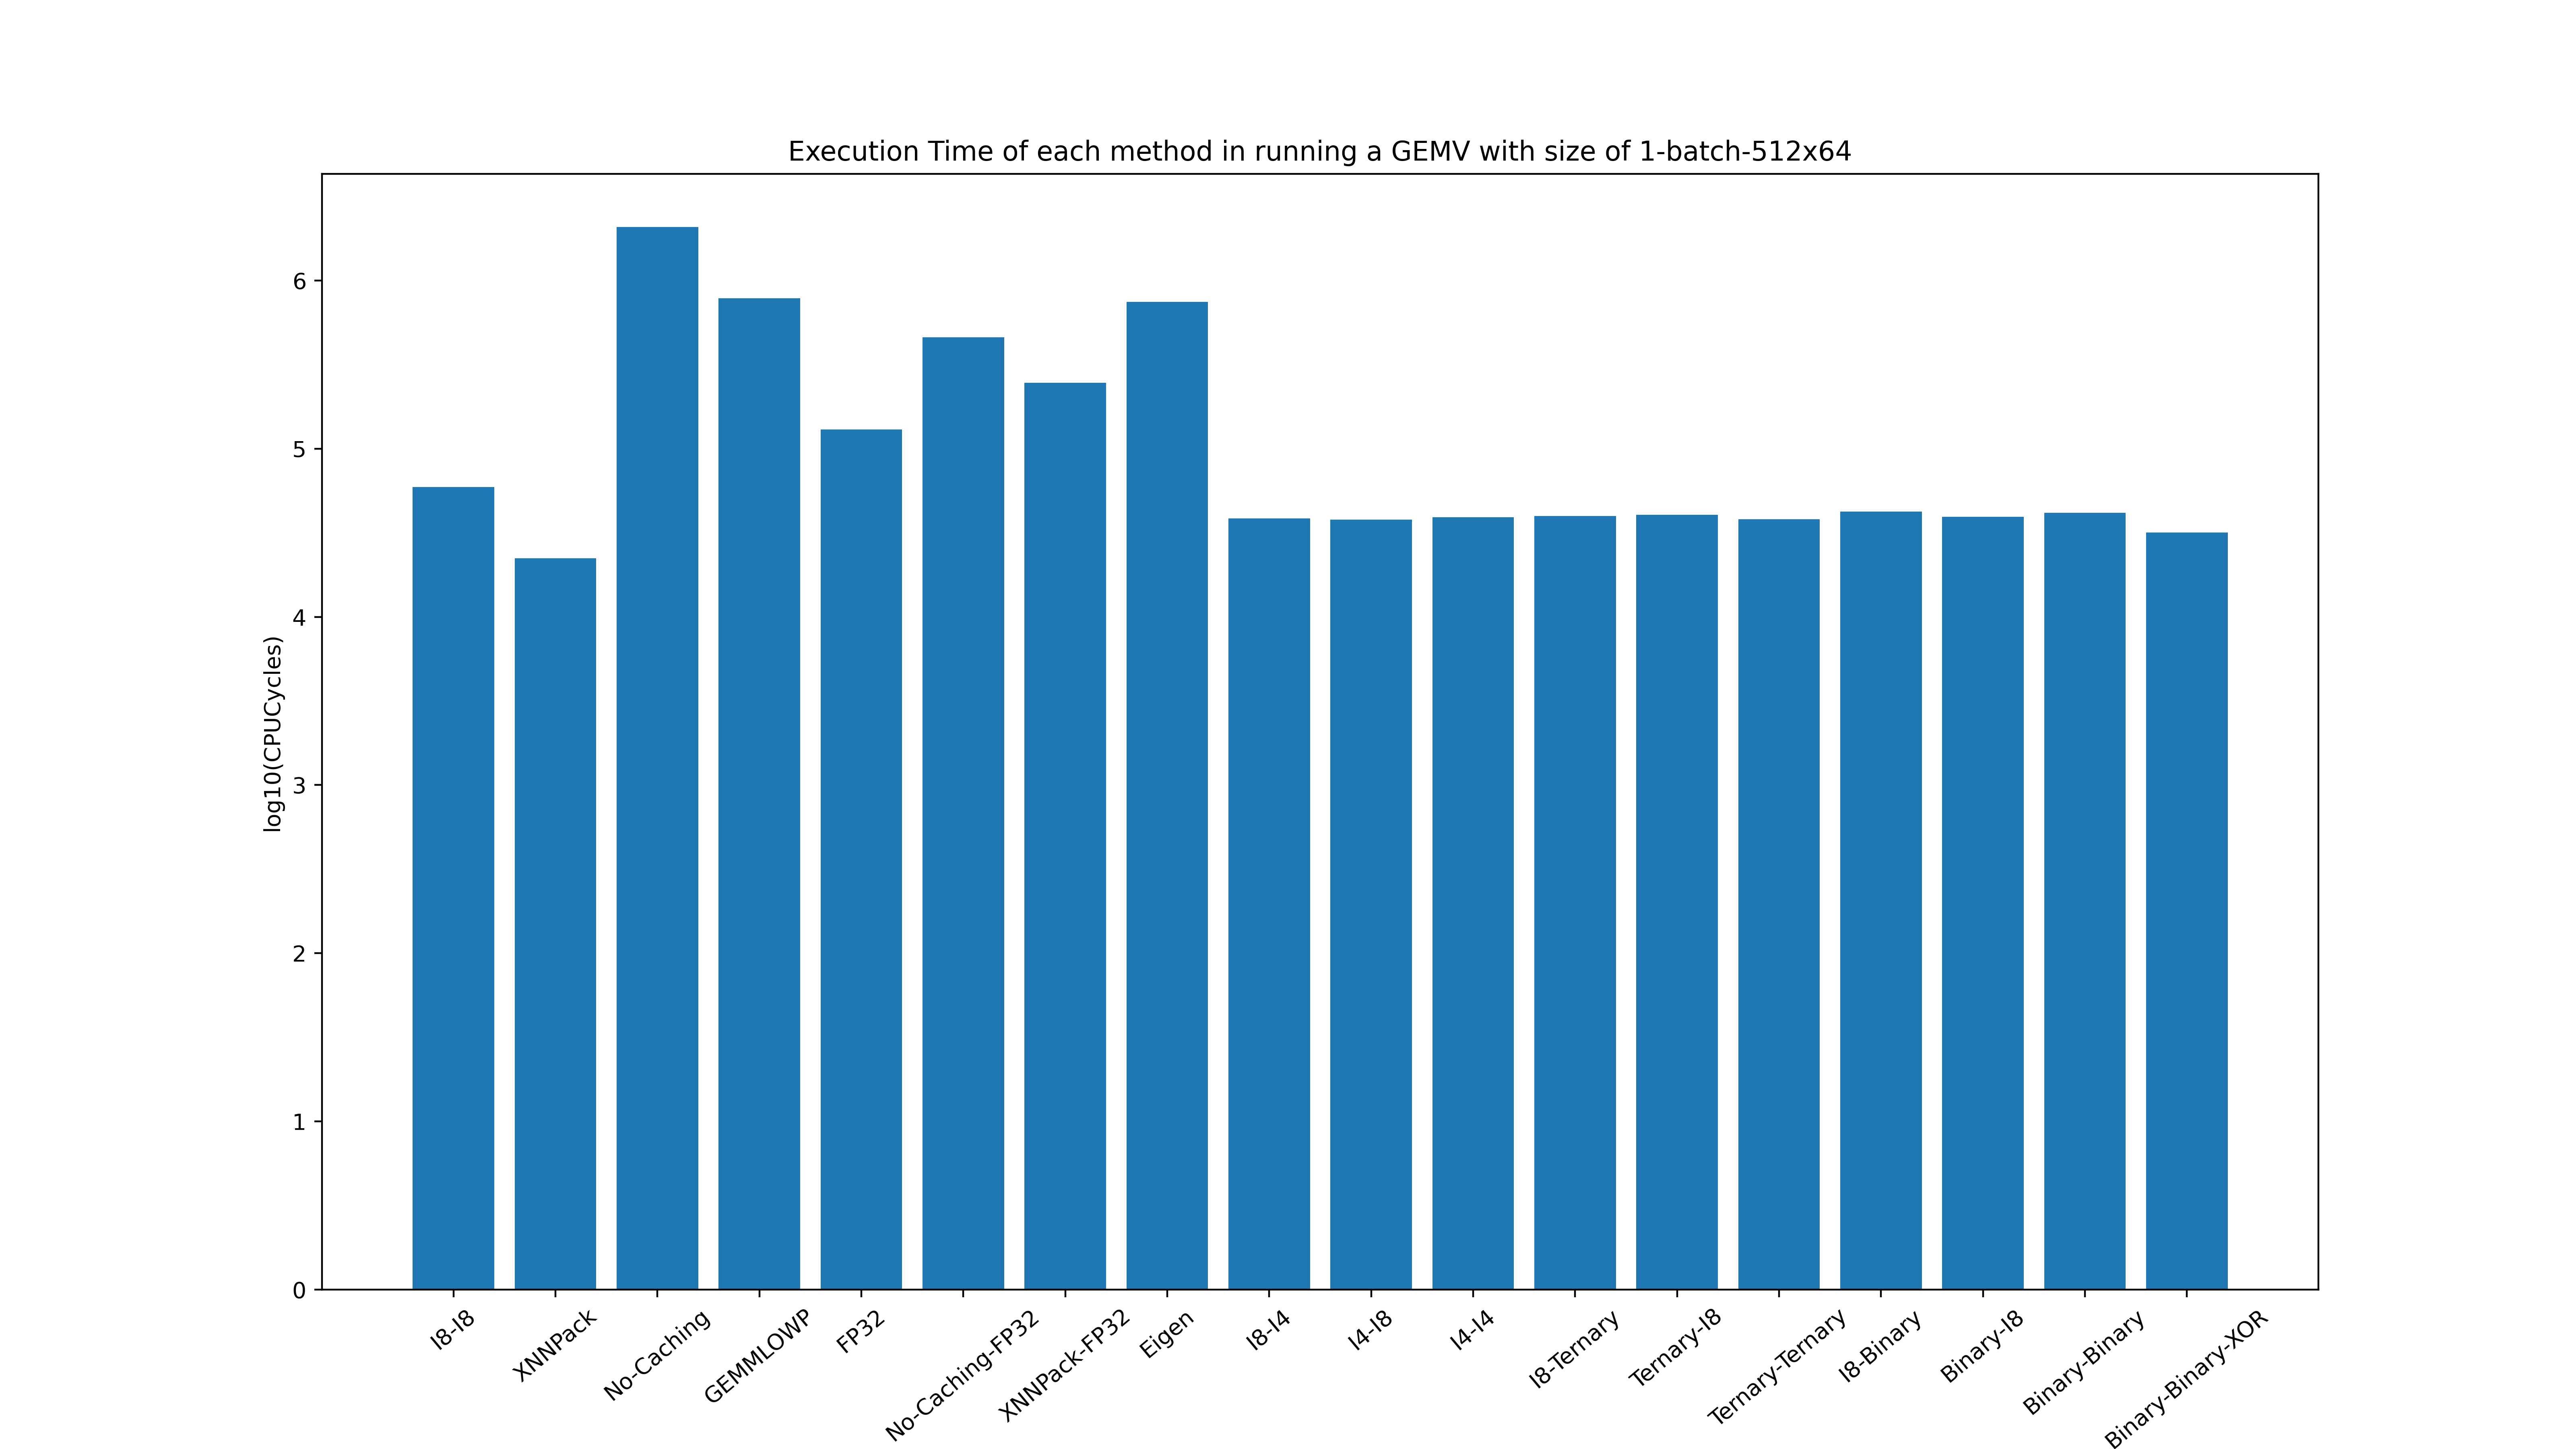 Execution Time of each method in running a GEMV with size of 1-batch-512x64
log10(CPUCycles)
6
5
4
3
2
1
0
I8-I8
XNNPack
No-Caching
GEMMLOWP
FP32
No-Caching-FP32
XNNPack-FP32
Eigen
I8-I4
I4-I8
I4-I4
I8-Ternary
Ternary-I8
Ternary-Ternary
I8-Binary
Binary-I8
Binary-Binary
Binary-Binary-XOR